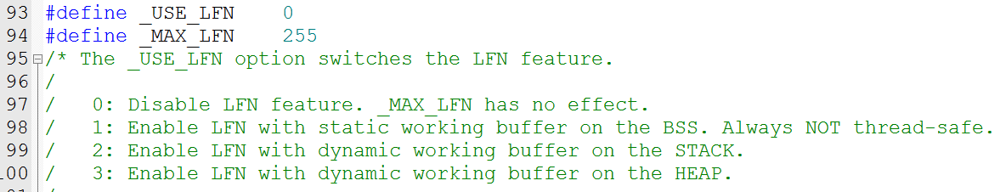 93 #define _USE_LFN    0
94 #define _MAX_LFN    255
95 /* The _USE_LFN option switches the LFN feature.
96 /
97 /   0: Disable LFN feature. _MAX_LFN has no effect.
98 /   1: Enable LFN with static working buffer on the BSS. Always NOT thread-safe.
99 /   2: Enable LFN with dynamic working buffer on the STACK.
100 /   3: Enable LFN with dynamic working buffer on the HEAP.